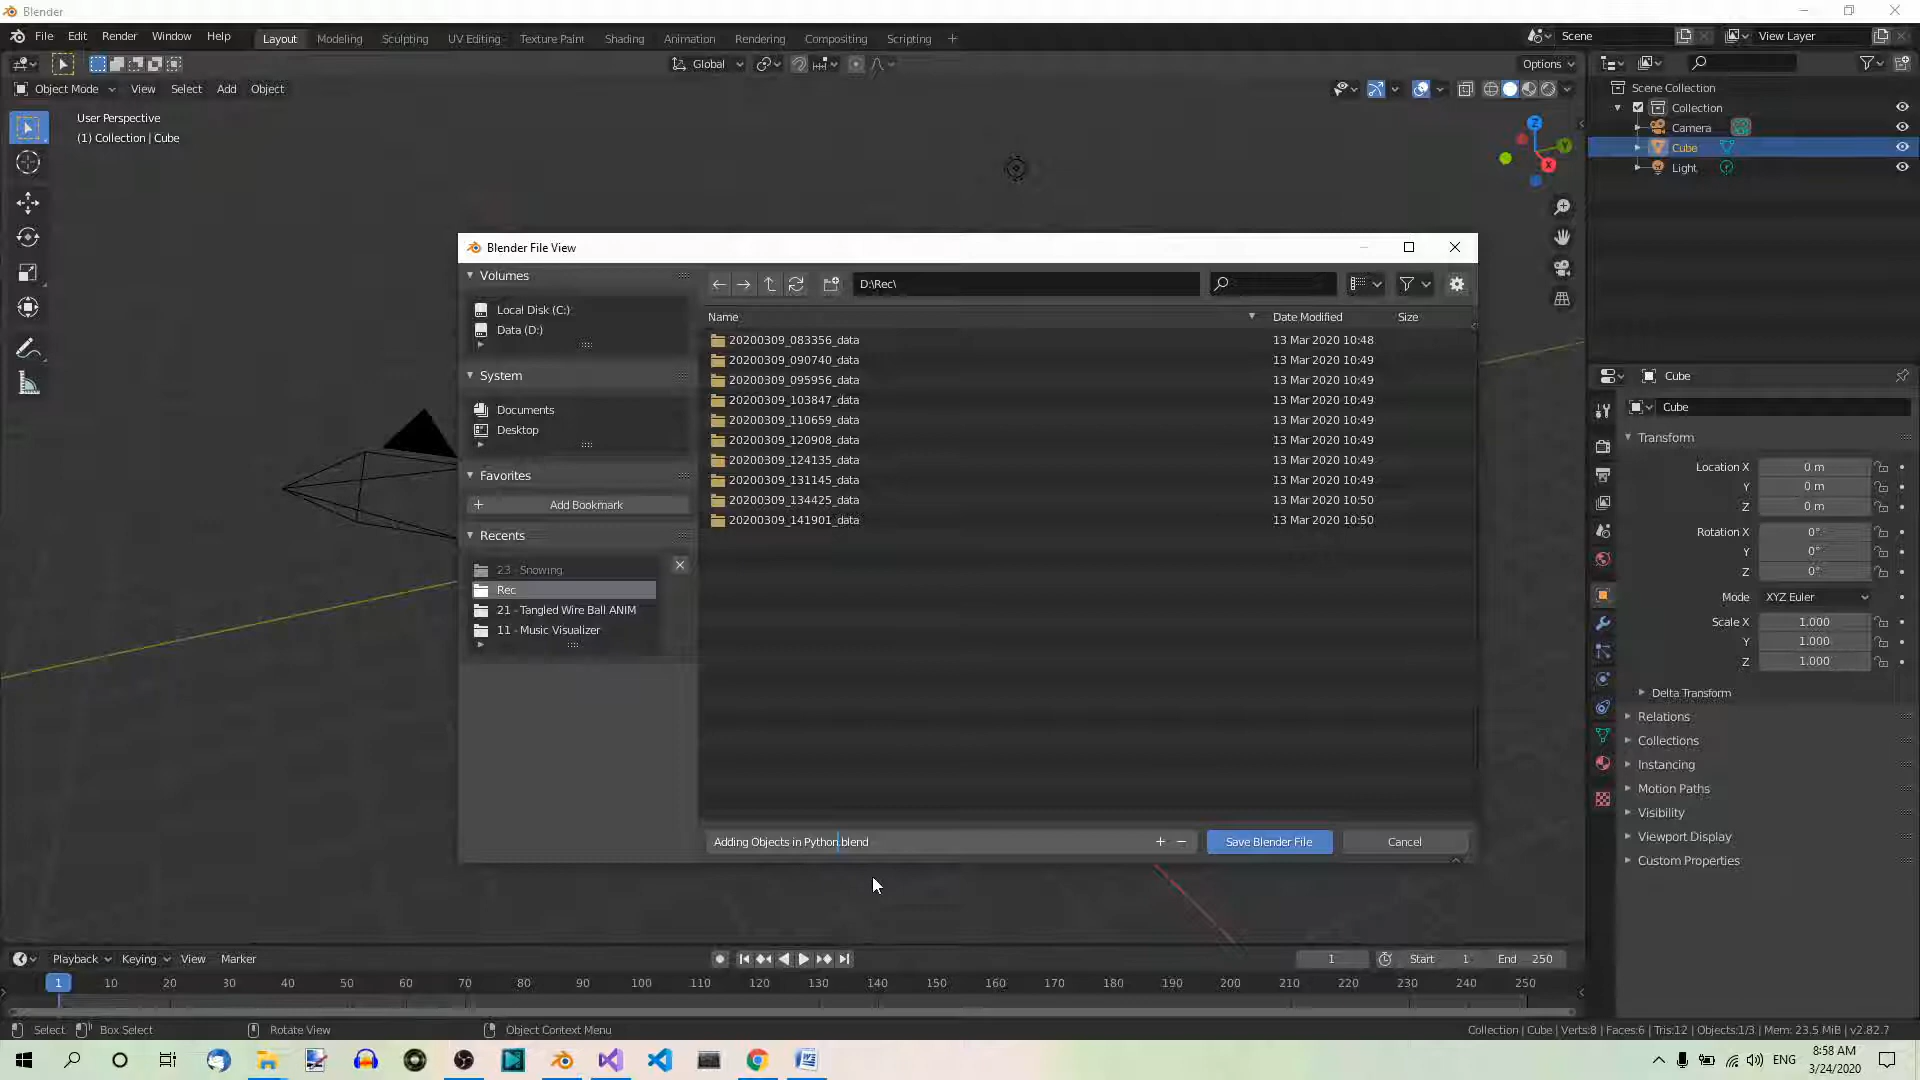 Blender
File Edit Render Window Help
Layout Modeling Sculpting UV Editing Texture Paint Shading Animation Rendering Compositing Scripting +
Scene
View Layer
Global
Options
Object Mode View Select Add Object
User Perspective
(1) Collection | Cube
Z
Y
X
Scene Collection
Collection
Camera
Cube
Light
Blender File View
Volumes
Local Disk (C:)
Data (D:)
System
Documents
Desktop
Favorites
Add Bookmark
Recents
23 - Snowing
Rec
21 - Tangled Wire Ball ANIM
11 - Music Visualizer
D:\Rec\
Name Date Modified Size
20200309_083356_data 13 Mar 2020 10:48
20200309_090740_data 13 Mar 2020 10:49
20200309_095956_data 13 Mar 2020 10:49
20200309_103847_data 13 Mar 2020 10:49
20200309_110659_data 13 Mar 2020 10:49
20200309_120908_data 13 Mar 2020 10:49
20200309_124135_data 13 Mar 2020 10:49
20200309_131145_data 13 Mar 2020 10:49
20200309_134425_data 13 Mar 2020 10:50
20200309_141901_data 13 Mar 2020 10:50
Adding Objects in Python.blend
Save Blender File Cancel
Cube
Cube
Transform
Location X 0 m
Y 0 m
Z 0 m
Rotation X 0°
Y 0°
Z 0°
Mode XYZ Euler
Scale X 1.000
Y 1.000
Z 1.000
Delta Transform
Relations
Collections
Instancing
Motion Paths
Visibility
Viewport Display
Custom Properties
Playback Keying View Marker
1 Start 1 End 250
1 10 20 30 40 50 60 70 80 90 100 110 120 130 140 150 160 170 180 190 200 210 220 230 240 250
Select Box Select Rotate View Object Context Menu
Collection | Cube | Verts:8 | Faces:6 | Tris:12 | Objects:1/3 | Mem: 23.5 MiB | v2.82.7
ENG
8:58 AM
3/24/2020